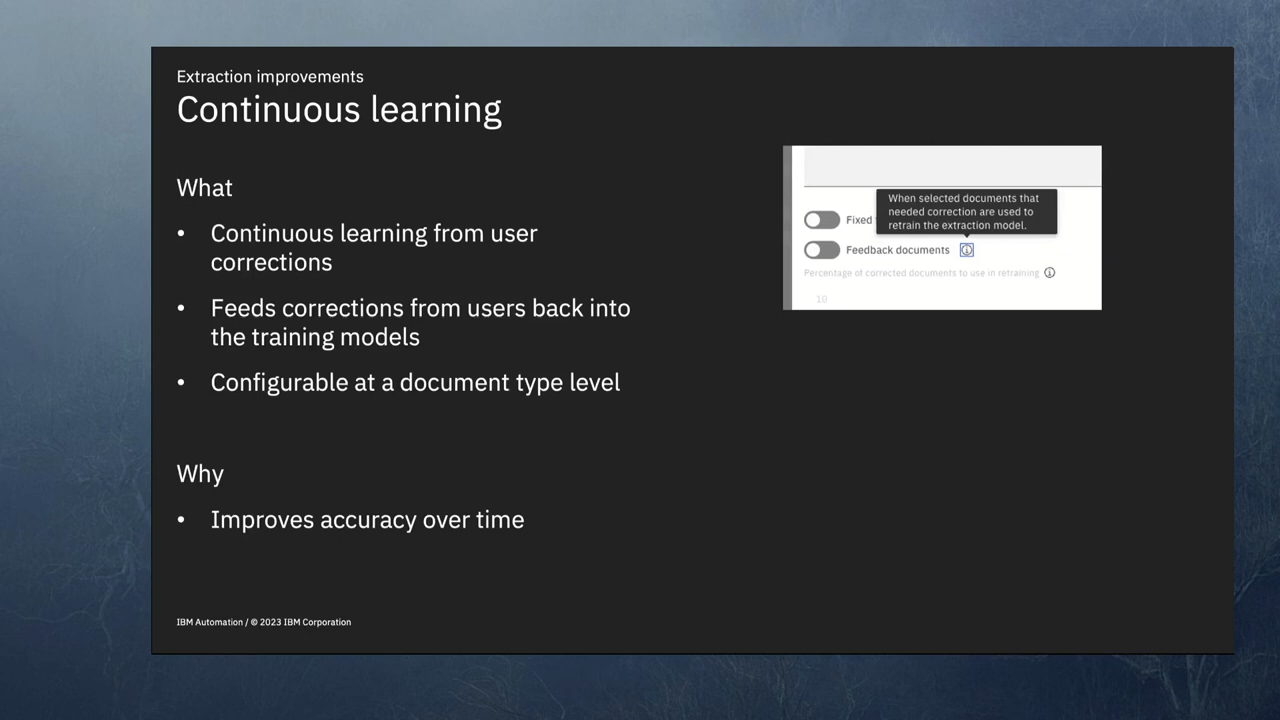 Extraction improvements
Continuous learning
What
• Continuous learning from user
corrections
• Feeds corrections from users back into
the training models
• Configurable at a document type level
Why
• Improves accuracy over time
When selected documents that
needed correction are used to
retrain the extraction model.
Fixed
Feedback documents
Percentage of corrected documents to use in retraining
10
IBM Automation / © 2023 IBM Corporation